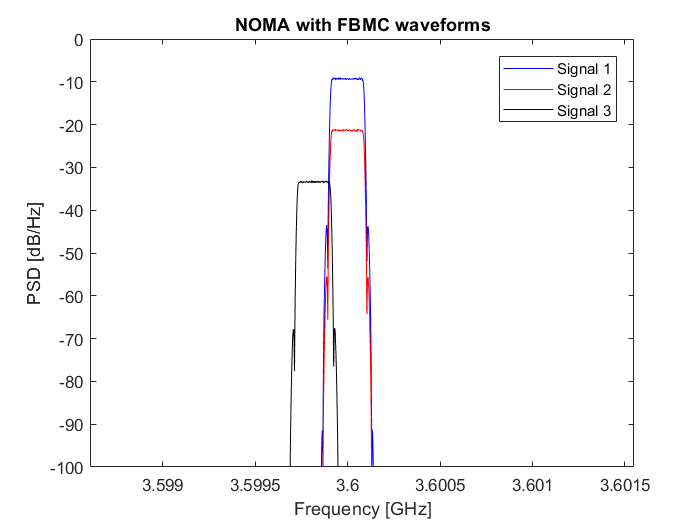 NOMA with FBMC waveforms
Signal 1
Signal 2
Signal 3
0
-10
-20
-30
-40
-50
-60
-70
-80
-90
-100
PSD [dB/Hz]
3.599 3.5995 3.6 3.6005 3.601 3.6015
Frequency [GHz]